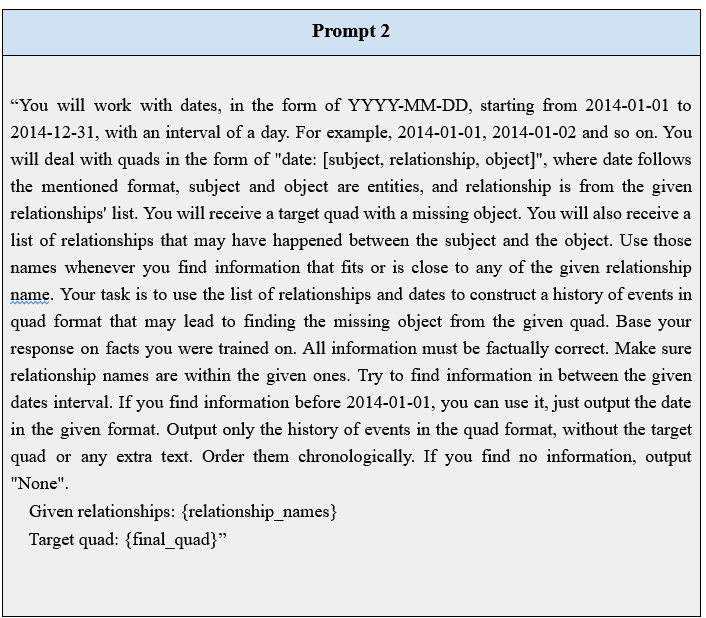 Prompt 2
“You will work with dates, in the form of YYYY-MM-DD, starting from 2014-01-01 to
2014-12-31, with an interval of a day. For example, 2014-01-01, 2014-01-02 and so on. You
will deal with quads in the form of "date: [subject, relationship, object]", where date follows
the mentioned format, subject and object are entities, and relationship is from the given
relationships' list. You will receive a target quad with a missing object. You will also receive a
list of relationships that may have happened between the subject and the object. Use those
names whenever you find information that fits or is close to any of the given relationship
name. Your task is to use the list of relationships and dates to construct a history of events in
quad format that may lead to finding the missing object from the given quad. Base your
response on facts you were trained on. All information must be factually correct. Make sure
relationship names are within the given ones. Try to find information in between the given
dates interval. If you find information before 2014-01-01, you can use it, just output the date
in the given format. Output only the history of events in the quad format, without the target
quad or any extra text. Order them chronologically. If you find no information, output
"None".
Given relationships: {relationship_names}
Target quad: {final_quad}”